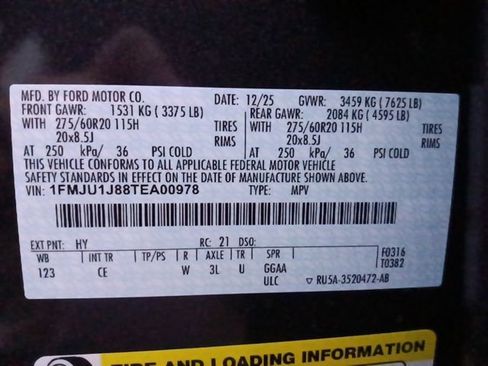 MFD. BY FORD MOTOR CO. DATE: 12/25 GVWR: 3459 KG ( 7625 LB)
FRONT GAWR: 1531 KG ( 3375 LB) REAR GAWR: 2084 KG ( 4595 LB)
WITH 275/60R20 115H TIRES WITH 275/60R20 115H TIRES
20x8.5J RIMS 20x8.5J RIMS
AT 250 kPa/ 36 PSI COLD AT 250 kPa/ 36 PSI COLD
THIS VEHICLE CONFORMS TO ALL APPLICABLE FEDERAL MOTOR VEHICLE
SAFETY STANDARDS IN EFFECT ON THE DATE OF MANUFACTURE SHOWN ABOVE.
VIN: 1FMJU1J88TEA00978 TYPE: MPV
EXT PNT: HY RC: 21 DSO:
WB INT TR TP/PS R AXLE TR SPR F0316
123 CE W 3L U GGAA T0382
ULC ▽ RU5A-3520472-AB
TIRE AND LOADING INFORMATION